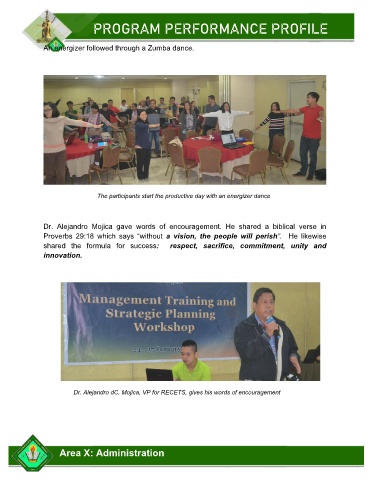 PROGRAM PERFORMANCE PROFILE
An energizer followed through a Zumba dance.
The participants start the productive day with an energizer dance
Dr. Alejandro Mojica gave words of encouragement. He shared a biblical verse in
Proverbs 29:18 which says “without a vision, the people will perish”. He likewise
shared the formula for success: respect, sacrifice, commitment, unity and
innovation.
Management Training and
Strategic Planning
Workshop
Dr. Alejandro dC. Mojica, VP for RECETS, gives his words of encouragement
Area X: Administration